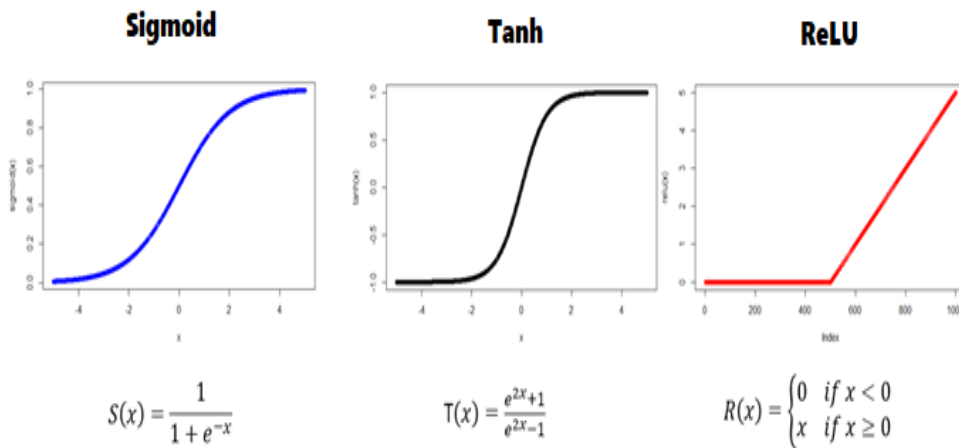 Sigmoid
Tanh
ReLU
sigmoid(x)
0.0 0.2 0.4 0.6 0.8 1.0
-4 -2 0 2 4
x
tanh(x)
-1.0 -0.5 0.0 0.5 1.0
-4 -2 0 2 4
x
relu(x)
0 1 2 3 4 5
0 200 400 600 800 1000
Index
S(x) = 1 / (1 + e^{-x})
T(x) = (e^{2x}+1) / (e^{2x}-1)
R(x) = { 0 if x < 0
x if x ≥ 0